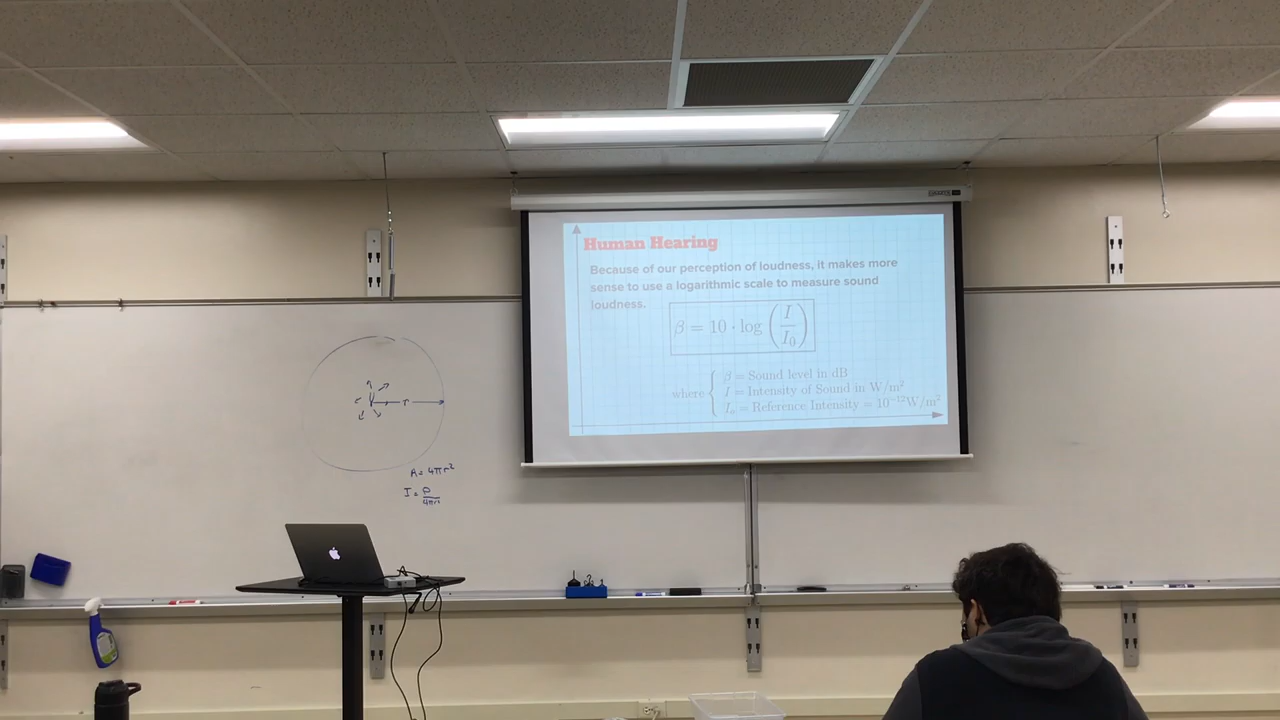 Human Hearing
Because of our perception of loudness, it makes more
sense to use a logarithmic scale to measure sound
loudness.
β = 10 · log (I/I₀)
where { β = Sound level in dB
I = Intensity of Sound in W/m²
Iₒ = Reference Intensity = 10⁻¹²W/m²
r
A = 4πr²
I = P/4πr²